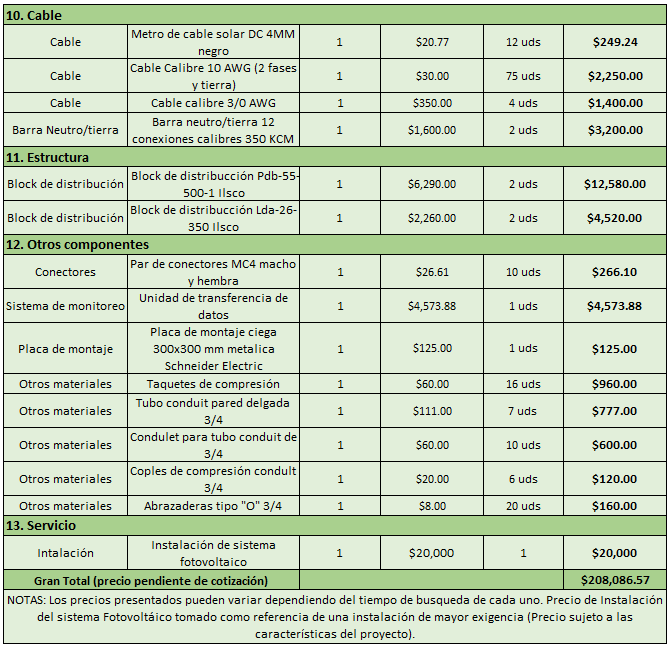 10. Cable
Cable Metro de cable solar DC 4MM negro 1 $20.77 12 uds $249.24
Cable Cable Calibre 10 AWG (2 fases y tierra) 1 $30.00 75 uds $2,250.00
Cable Cable calibre 3/0 AWG 1 $350.00 4 uds $1,400.00
Barra Neutro/tierra Barra neutro/tierra 12 conexiones calibres 350 KCM 1 $1,600.00 2 uds $3,200.00
11. Estructura
Block de distribución Block de distribución Pdb-55-500-1 Ilsco 1 $6,290.00 2 uds $12,580.00
Block de distribución Block de distribcción Lda-26-350 Ilsco 1 $2,260.00 2 uds $4,520.00
12. Otros componentes
Conectores Par de conectores MC4 macho y hembra 1 $26.61 10 uds $266.10
Sistema de monitoreo Unidad de transferencia de datos 1 $4,573.88 1 uds $4,573.88
Placa de montaje Placa de montaje ciega 300x300 mm metalica Schneider Electric 1 $125.00 1 uds $125.00
Otros materiales Taquetes de compresión 1 $60.00 16 uds $960.00
Otros materiales Tubo conduit pared delgada 3/4 1 $111.00 7 uds $777.00
Otros materiales Condulet para tubo conduit de 3/4 1 $60.00 10 uds $600.00
Otros materiales Coples de compresión condult 3/4 1 $20.00 6 uds $120.00
Otros materiales Abrazaderas tipo "O" 3/4 1 $8.00 20 uds $160.00
13. Servicio
Intalación Instalación de sistema fotovoltaico 1 $20,000 1 $20,000
Gran Total (precio pendiente de cotización) $208,086.57
NOTAS: Los precios presentados pueden variar dependiendo del tiempo de busqueda de cada uno. Precio de Instalación
del sistema Fotovoltáico tomado como referencia de una instalación de mayor exigencia (Precio sujeto a las
características del proyecto).